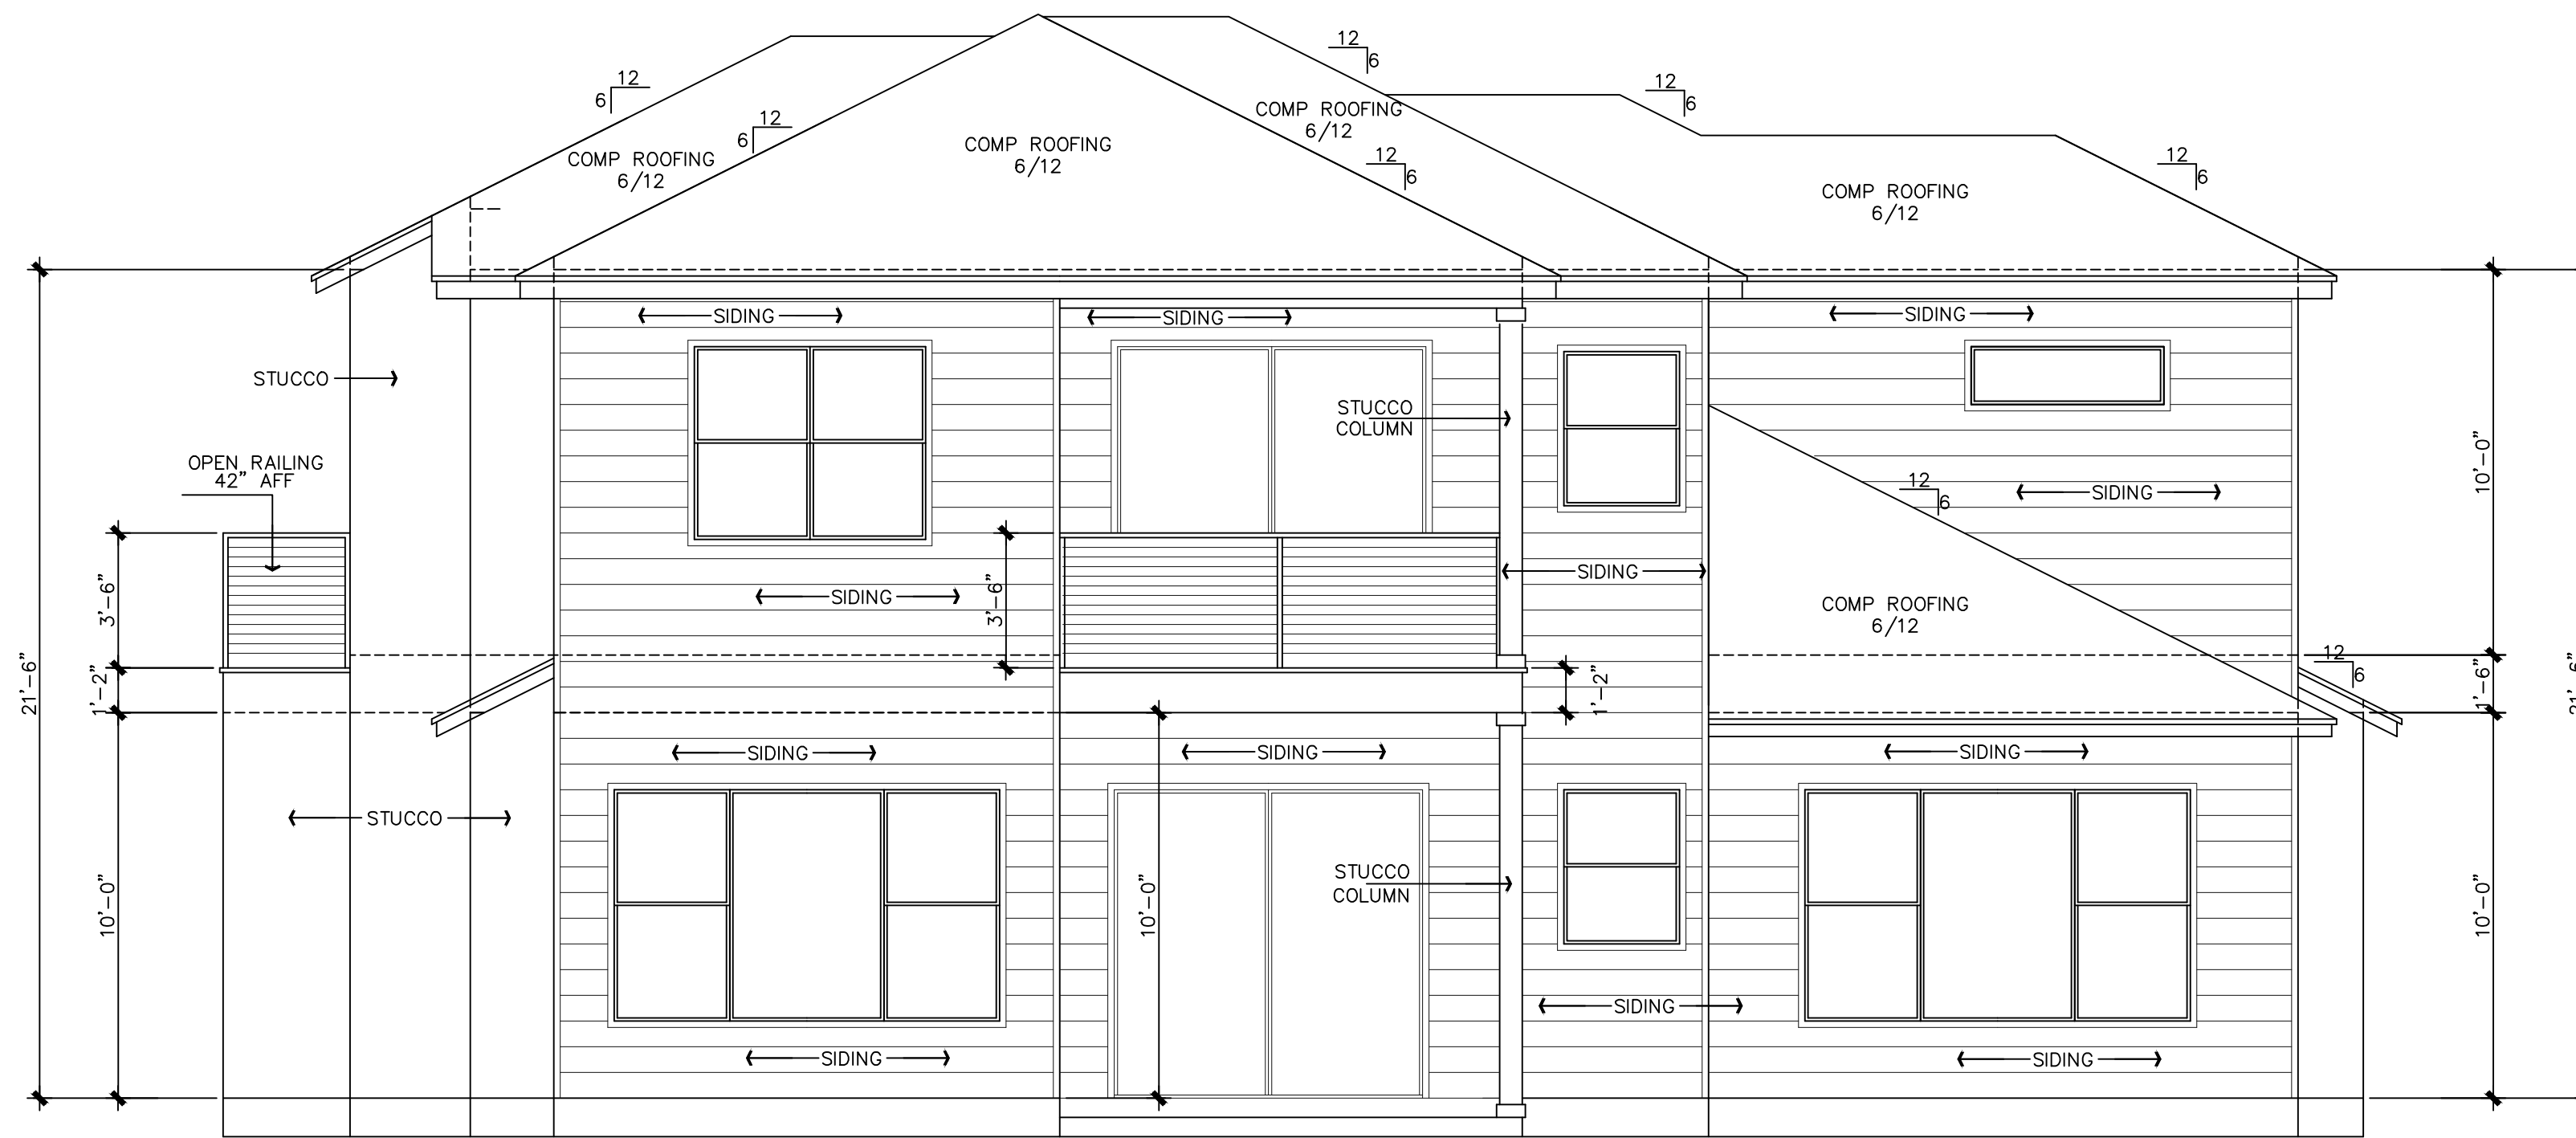 12
6
12
6
12
6
12
6
12
6
12
6
COMP ROOFING
6/12
COMP ROOFING
6/12
COMP ROOFING
6/12
COMP ROOFING
6/12
SIDING
SIDING
SIDING
STUCCO
STUCCO
COLUMN
OPEN RAILING
42” AFF
12
6
SIDING
10’-0”
3’-6”
3’-6”
SIDING
SIDING
COMP ROOFING
6/12
12
6
21’-6”
1’-2”
1’-2”
1’-6”
SIDING
SIDING
SIDING
STUCCO
10’-0”
10’-0”
STUCCO
COLUMN
10’-0”
SIDING
SIDING
SIDING